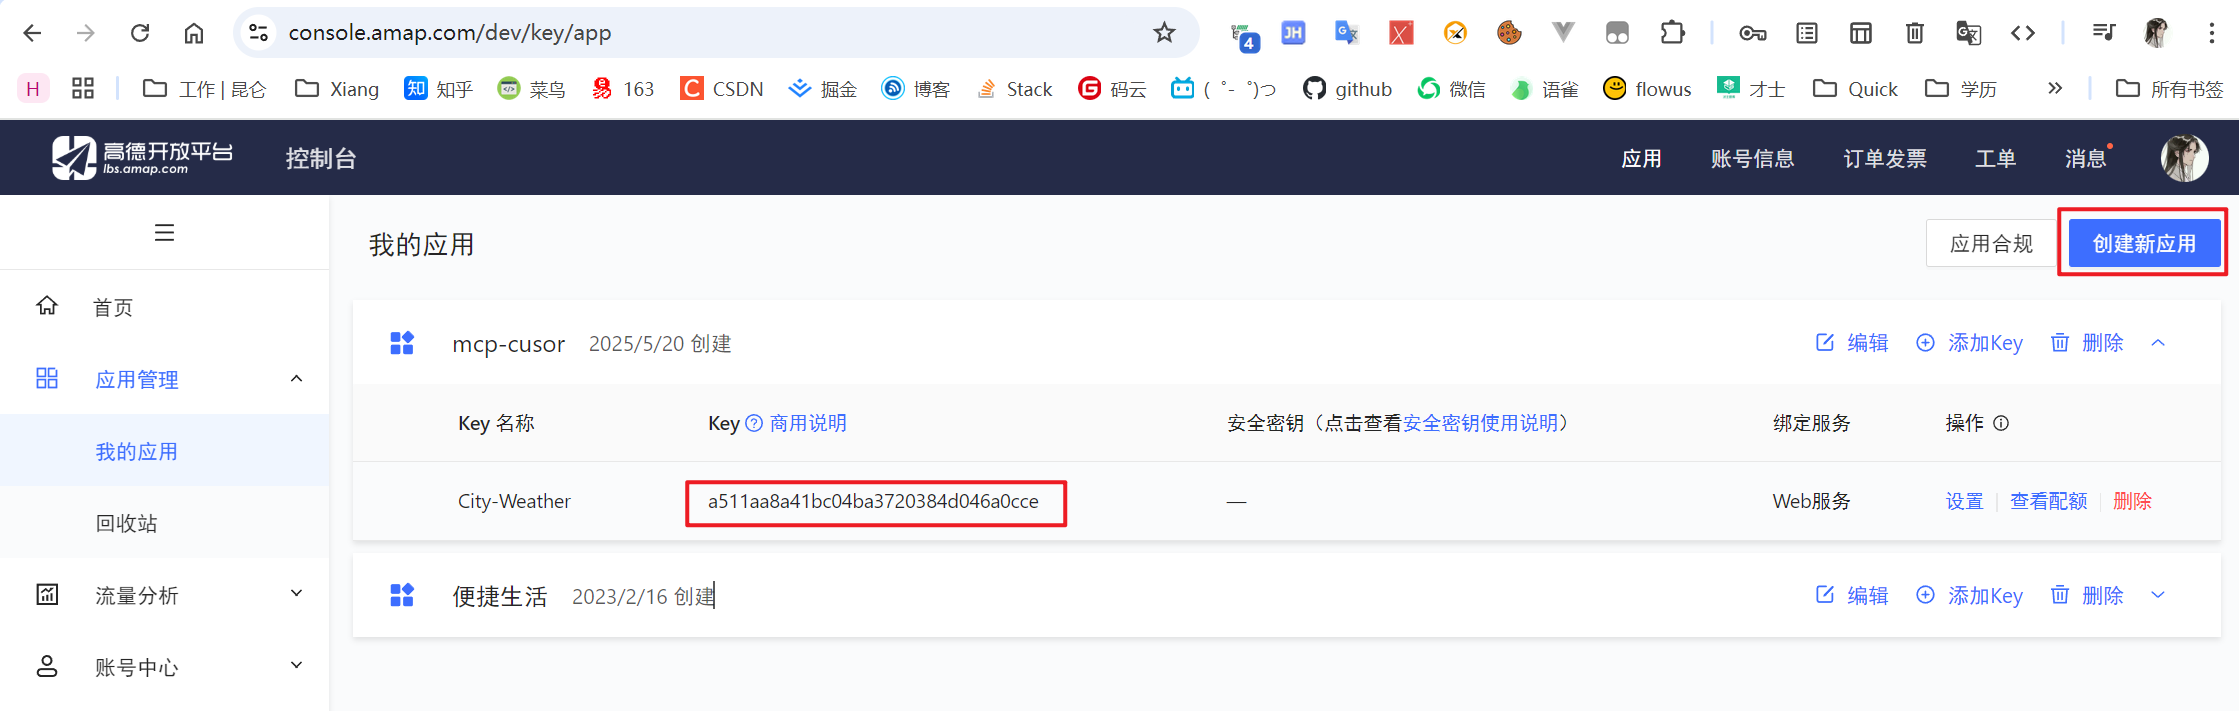 console.amap.com/dev/key/app
4 JH
H 工作 | 昆仑 Xiang 知 知乎 菜鸟 163 C CSDN 掘金 博客 Stack G 码云 ( ゜- ゜)つ github 微信 语雀 flowus 才士 Quick 学历 » 所有书签
高德开放平台 控制台 应用 账号信息 订单发票 工单 消息
lbs.amap.com
我的应用 应用合规 创建新应用
首页
mcp-cusor 2025/5/20 创建 编辑 添加Key 删除
应用管理
Key 名称 Key 商用说明 安全密钥（点击查看安全密钥使用说明） 绑定服务 操作
我的应用
City-Weather a511aa8a41bc04ba3720384d046a0cce — Web服务 设置 查看配额 删除
回收站
便捷生活 2023/2/16 创建 编辑 添加Key 删除
流量分析
账号中心